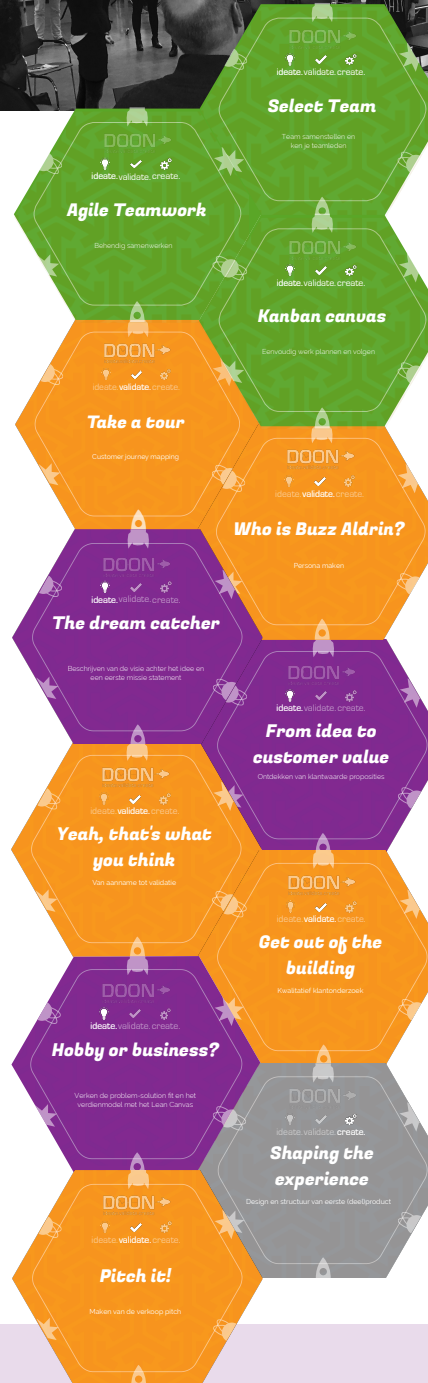 DOON
ideate.validate.create.
Select Team
Team samenstellen en
ken je teamleden
DOON
ideate.validate.create.
Agile Teamwork
Behendig samenwerken
DOON
ideate.validate.create.
Kanban canvas
Eenvoudig werk plannen en volgen
DOON
ideate.validate.create.
Take a tour
Customer journey mapping
DOON
ideate.validate.create.
Who is Buzz Aldrin?
Persona maken
DOON
ideate.validate.create.
The dream catcher
Beschrijven van de visie achter het idee en
een eerste missie statement
DOON
ideate.validate.create.
From idea to
customer value
Ontdekken van klantwaarde proposities
DOON
ideate.validate.create.
Yeah, that's what
you think
Van aanname tot validatie
DOON
ideate.validate.create.
Get out of the
building
Kwalitatief klantonderzoek
DOON
ideate.validate.create.
Hobby or business?
Verken de problem-solution fit en het
verdienmodel met het Lean Canvas
DOON
ideate.validate.create.
Shaping the
experience
Design en structuur van eerste (deel)product
DOON
ideate.validate.create.
Pitch it!
Maken van de verkoop pitch